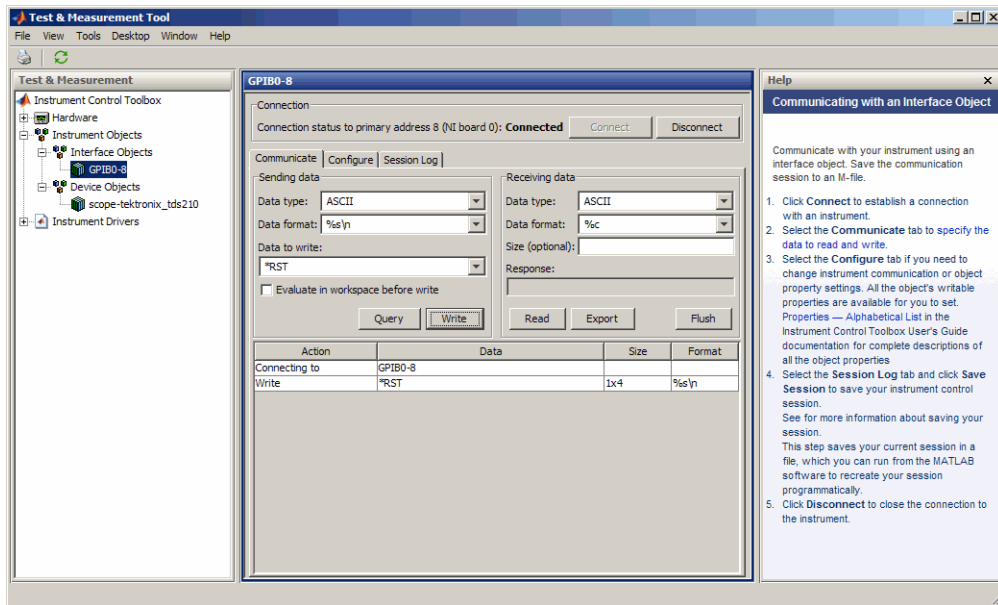 Test & Measurement Tool
File View Tools Desktop Window Help
Test & Measurement
Instrument Control Toolbox
Hardware
Instrument Objects
Interface Objects
GPIB0-8
Device Objects
scope-tektronix_tds210
Instrument Drivers
GPIB0-8
Connection
Connection status to primary address 8 (NI board 0): Connected Connect Disconnect
Communicate Configure Session Log
Sending data
Data type: ASCII
Data format: %s\n
Data to write:
*RST
Evaluate in workspace before write
Query Write
Receiving data
Data type: ASCII
Data format: %c
Size (optional):
Response:
Read Export Flush
Action Data Size Format
Connecting to GPIB0-8
Write *RST 1x4 %s\n
Help
Communicating with an Interface Object
Communicate with your instrument using an
interface object. Save the communication
session to an M-file.
1. Click Connect to establish a connection
with an instrument.
2. Select the Communicate tab to specify the
data to read and write.
3. Select the Configure tab if you need to
change instrument communication or object
property settings. All the object's writable
properties are available for you to set.
Properties — Alphabetical List in the
Instrument Control Toolbox User's Guide
documentation for complete descriptions of
all the object properties
4. Select the Session Log tab and click Save
Session to save your instrument control
session.
See for more information about saving your
session.
This step saves your current session in a
file, which you can run from the MATLAB
software to recreate your session
programmatically.
5. Click Disconnect to close the connection to
the instrument.